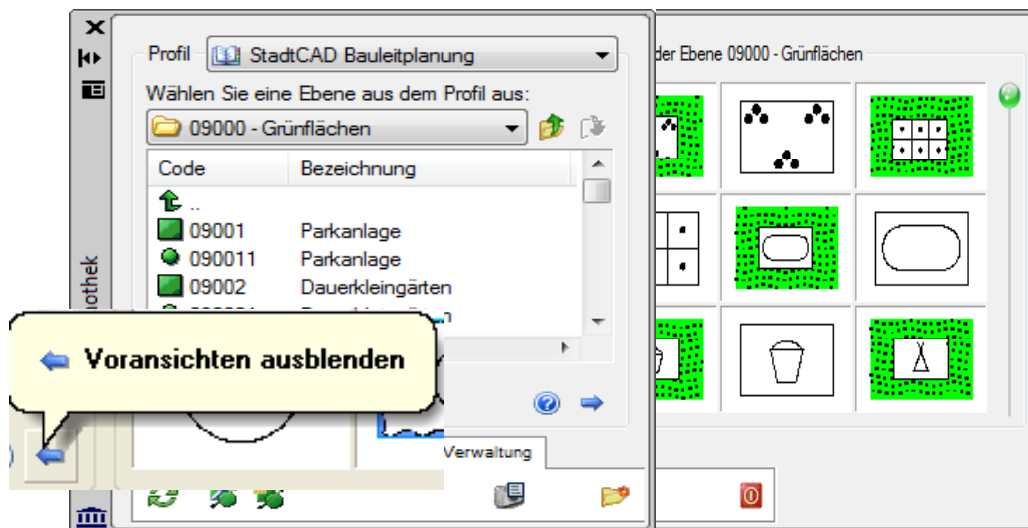 Profil
StadtCAD Bauleitplanung
der Ebene 09000 - Grünflächen
Wählen Sie eine Ebene aus dem Profil aus:
09000 - Grünflächen
Code Bezeichnung
..
09001 Parkanlage
090011 Parkanlage
09002 Dauerkleingärten
othek
Voransichten ausblenden
Verwaltung